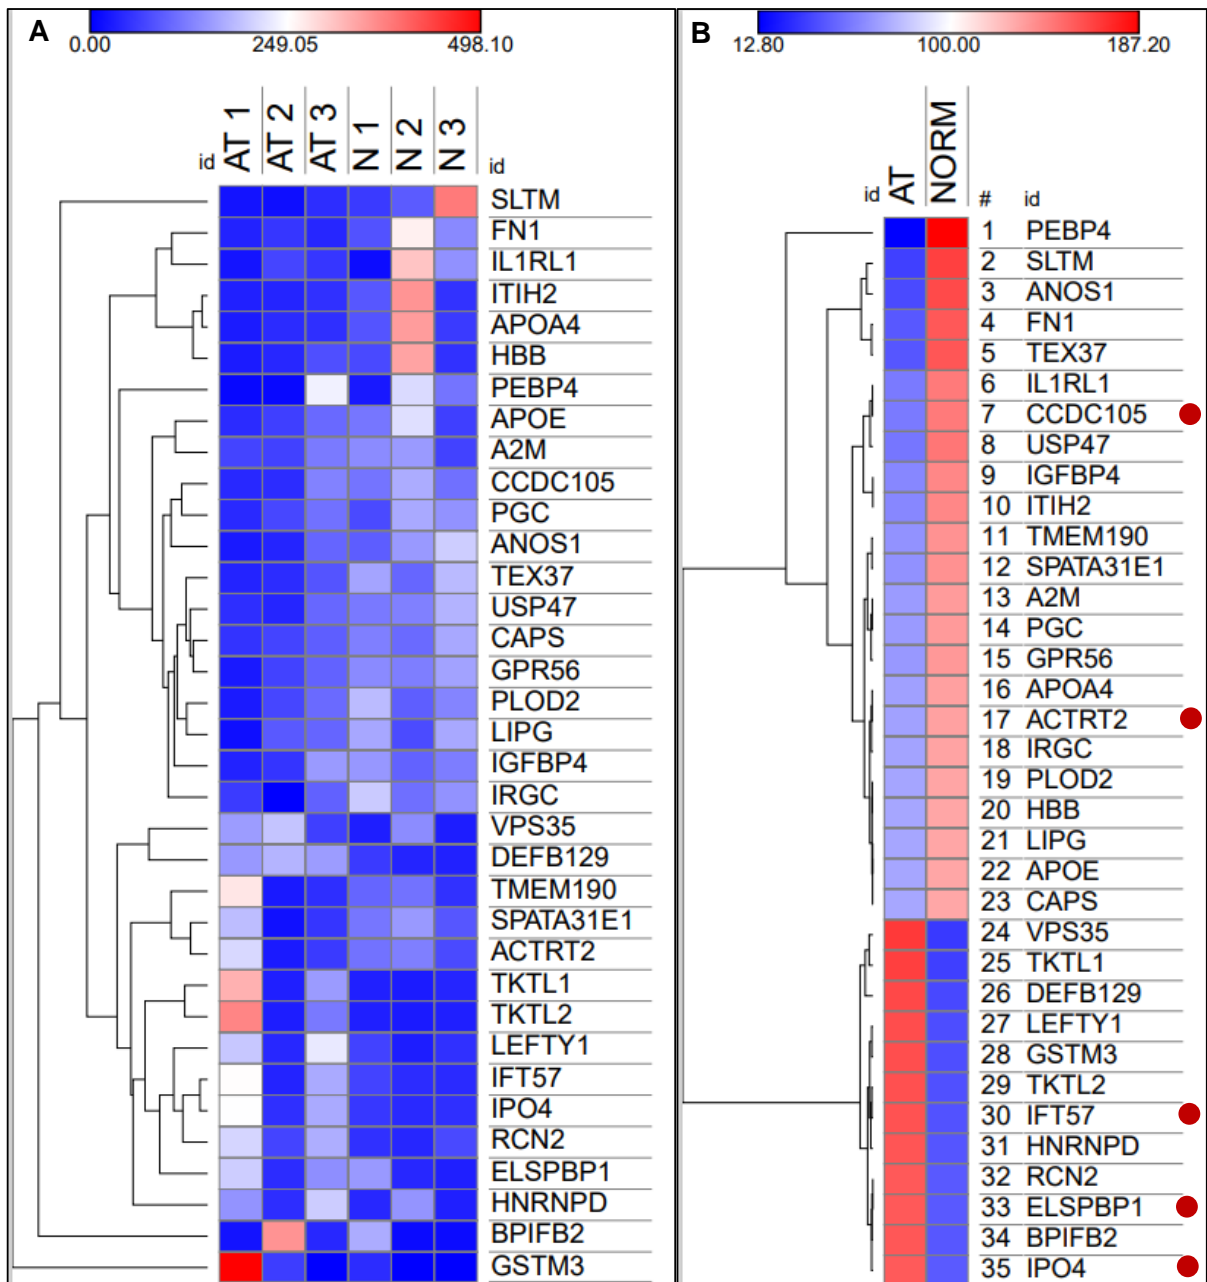 A
0.00 249.05 498.10
id AT 1 AT 2 AT 3 N 1 N 2 N 3 id
SLTM
FN1
IL1RL1
ITIH2
APOA4
HBB
PEBP4
APOE
A2M
CCDC105
PGC
ANOS1
TEX37
USP47
CAPS
GPR56
PLOD2
LIPG
IGFBP4
IRGC
VPS35
DEFB129
TMEM190
SPATA31E1
ACTRT2
TKTL1
TKTL2
LEFTY1
IFT57
IPO4
RCN2
ELSPBP1
HNRNPD
BPIFB2
GSTM3
B
12.80 100.00 187.20
id AT NORM # id
1 PEBP4
2 SLTM
3 ANOS1
4 FN1
5 TEX37
6 IL1RL1
7 CCDC105
8 USP47
9 IGFBP4
10 ITIH2
11 TMEM190
12 SPATA31E1
13 A2M
14 PGC
15 GPR56
16 APOA4
17 ACTRT2
18 IRGC
19 PLOD2
20 HBB
21 LIPG
22 APOE
23 CAPS
24 VPS35
25 TKTL1
26 DEFB129
27 LEFTY1
28 GSTM3
29 TKTL2
30 IFT57
31 HNRNPD
32 RCN2
33 ELSPBP1
34 BPIFB2
35 IPO4